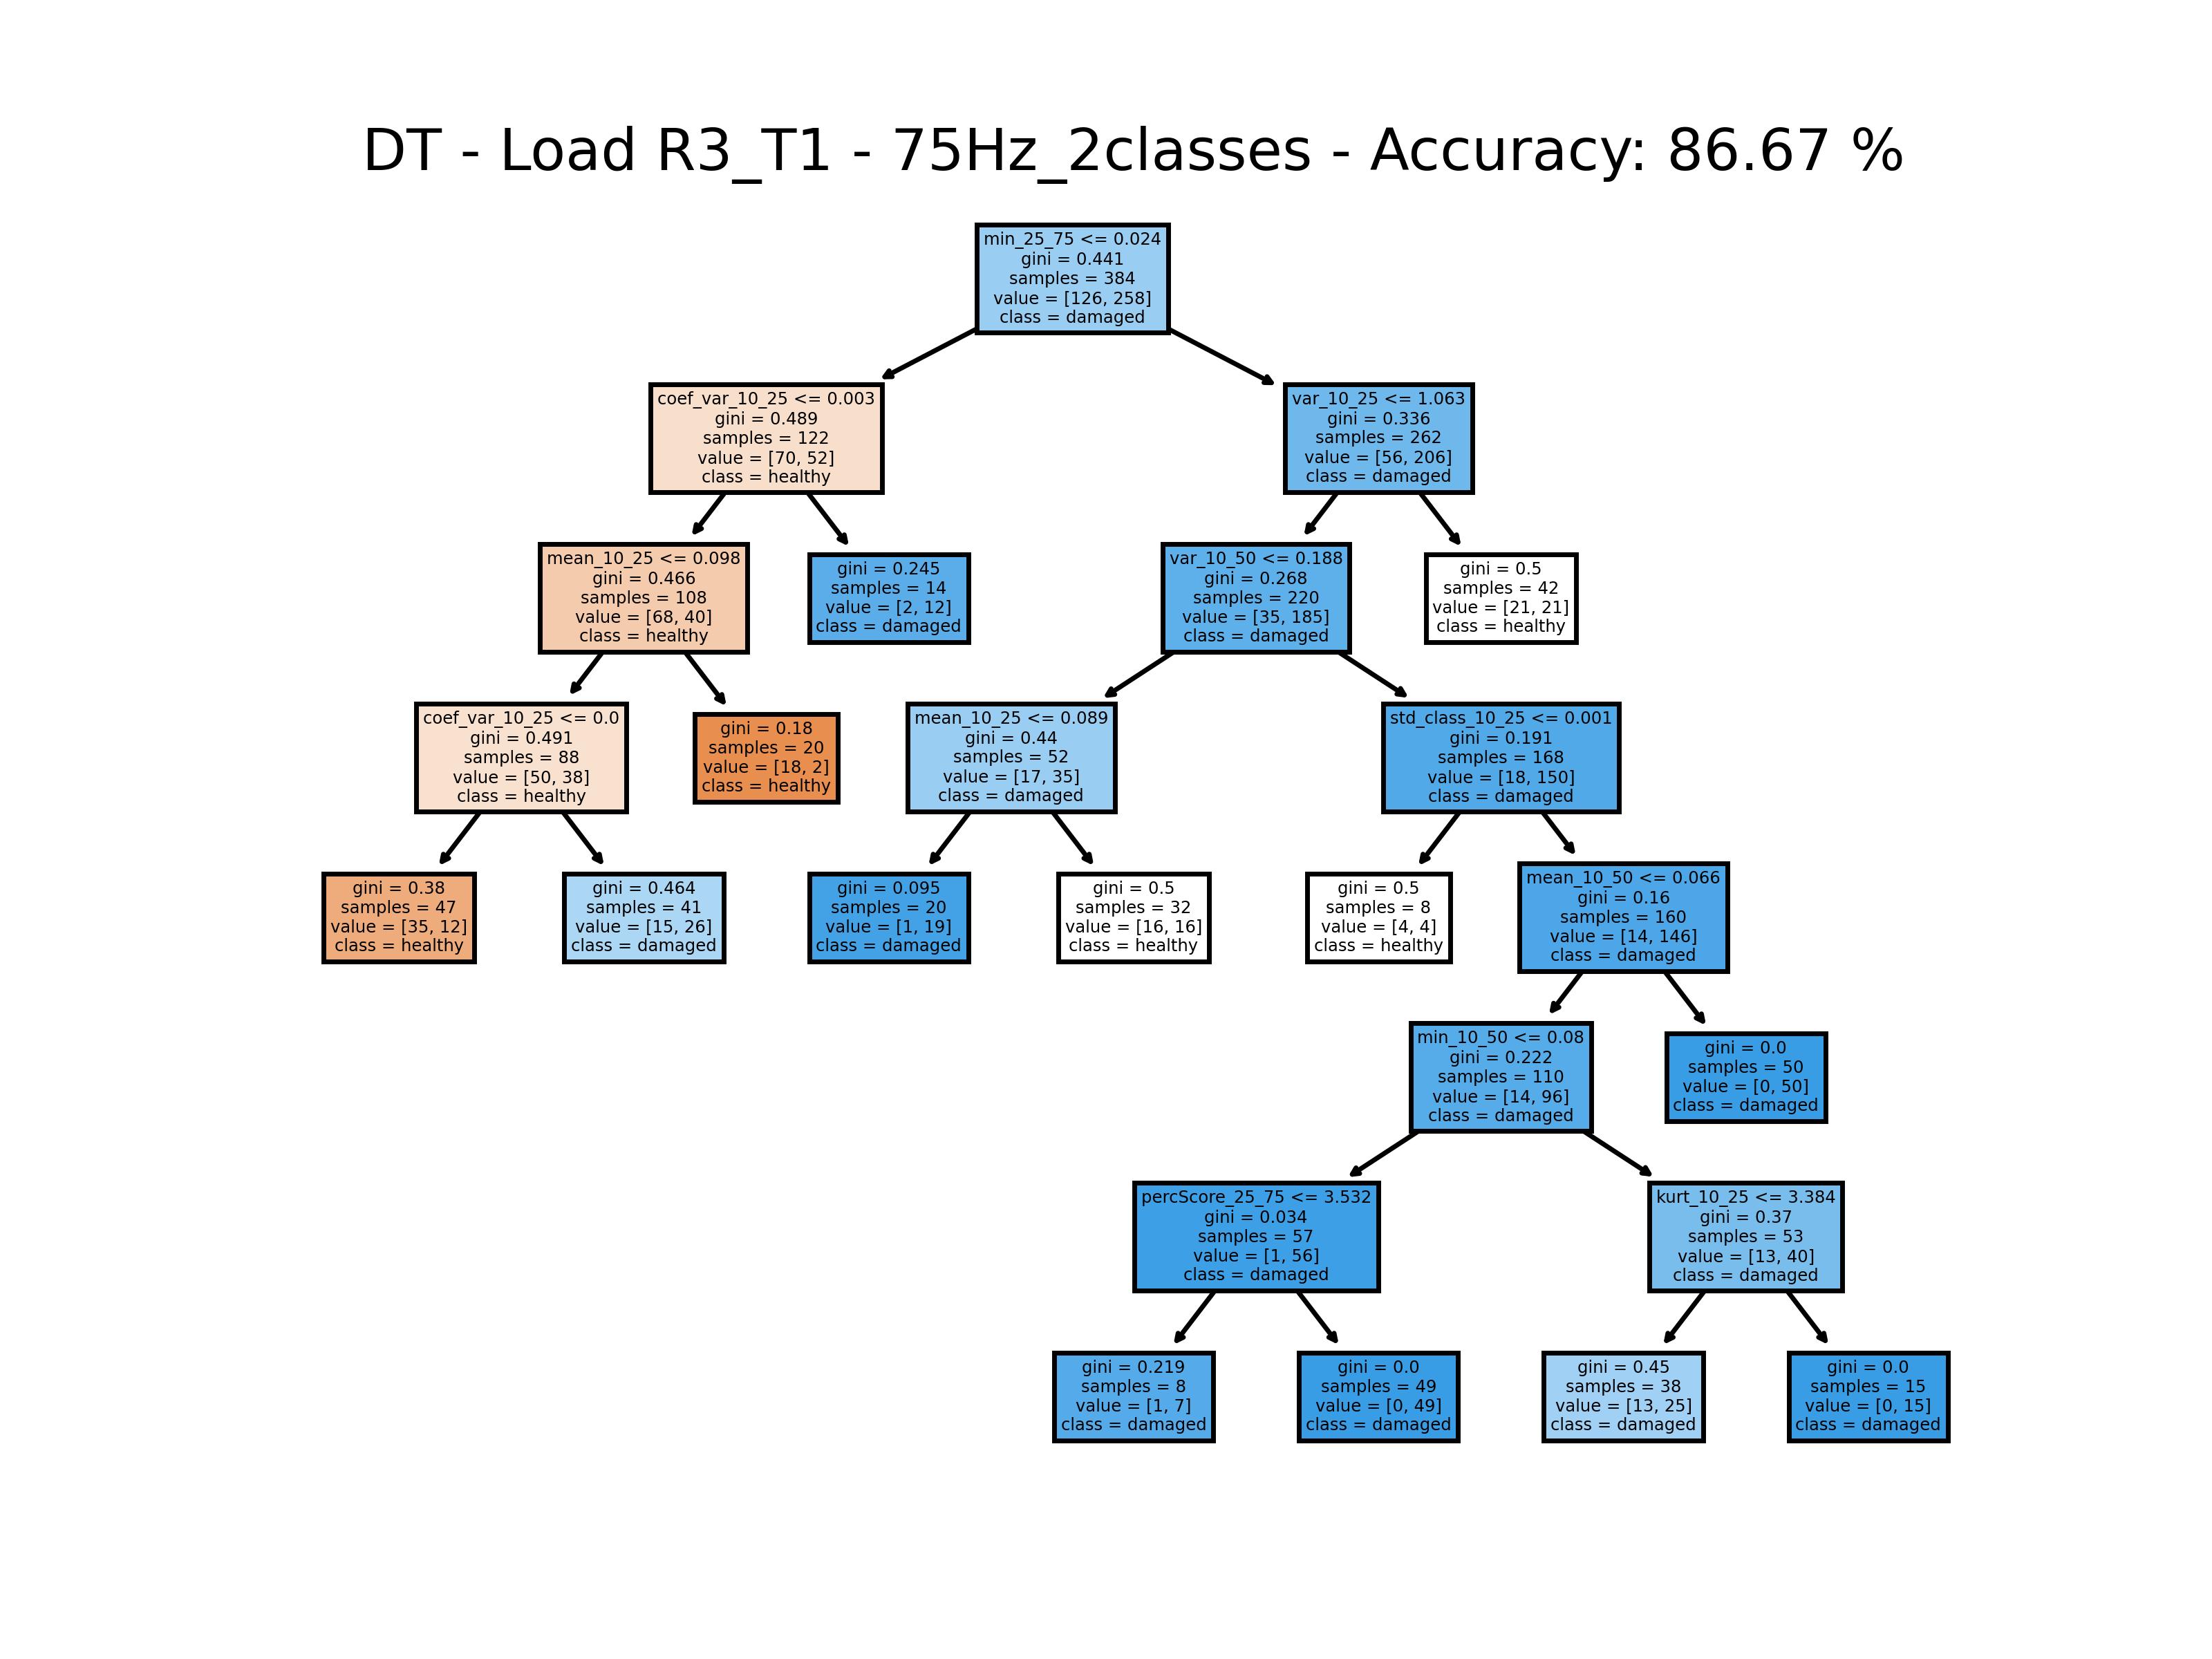 DT - Load R3_T1 - 75Hz_2classes - Accuracy: 86.67 %
min_25_75 <= 0.024
gini = 0.441
samples = 384
value = [126, 258]
class = damaged
coef_var_10_25 <= 0.003
gini = 0.489
samples = 122
value = [70, 52]
class = healthy
var_10_25 <= 1.063
gini = 0.336
samples = 262
value = [56, 206]
class = damaged
mean_10_25 <= 0.098
gini = 0.466
samples = 108
value = [68, 40]
class = healthy
gini = 0.245
samples = 14
value = [2, 12]
class = damaged
var_10_50 <= 0.188
gini = 0.268
samples = 220
value = [35, 185]
class = damaged
gini = 0.5
samples = 42
value = [21, 21]
class = healthy
coef_var_10_25 <= 0.0
gini = 0.491
samples = 88
value = [50, 38]
class = healthy
gini = 0.18
samples = 20
value = [18, 2]
class = healthy
mean_10_25 <= 0.089
gini = 0.44
samples = 52
value = [17, 35]
class = damaged
std_class_10_25 <= 0.001
gini = 0.191
samples = 168
value = [18, 150]
class = damaged
gini = 0.38
samples = 47
value = [35, 12]
class = healthy
gini = 0.464
samples = 41
value = [15, 26]
class = damaged
gini = 0.095
samples = 20
value = [1, 19]
class = damaged
gini = 0.5
samples = 32
value = [16, 16]
class = healthy
gini = 0.5
samples = 8
value = [4, 4]
class = healthy
mean_10_50 <= 0.066
gini = 0.16
samples = 160
value = [14, 146]
class = damaged
min_10_50 <= 0.08
gini = 0.222
samples = 110
value = [14, 96]
class = damaged
gini = 0.0
samples = 50
value = [0, 50]
class = damaged
percScore_25_75 <= 3.532
gini = 0.034
samples = 57
value = [1, 56]
class = damaged
kurt_10_25 <= 3.384
gini = 0.37
samples = 53
value = [13, 40]
class = damaged
gini = 0.219
samples = 8
value = [1, 7]
class = damaged
gini = 0.0
samples = 49
value = [0, 49]
class = damaged
gini = 0.45
samples = 38
value = [13, 25]
class = damaged
gini = 0.0
samples = 15
value = [0, 15]
class = damaged